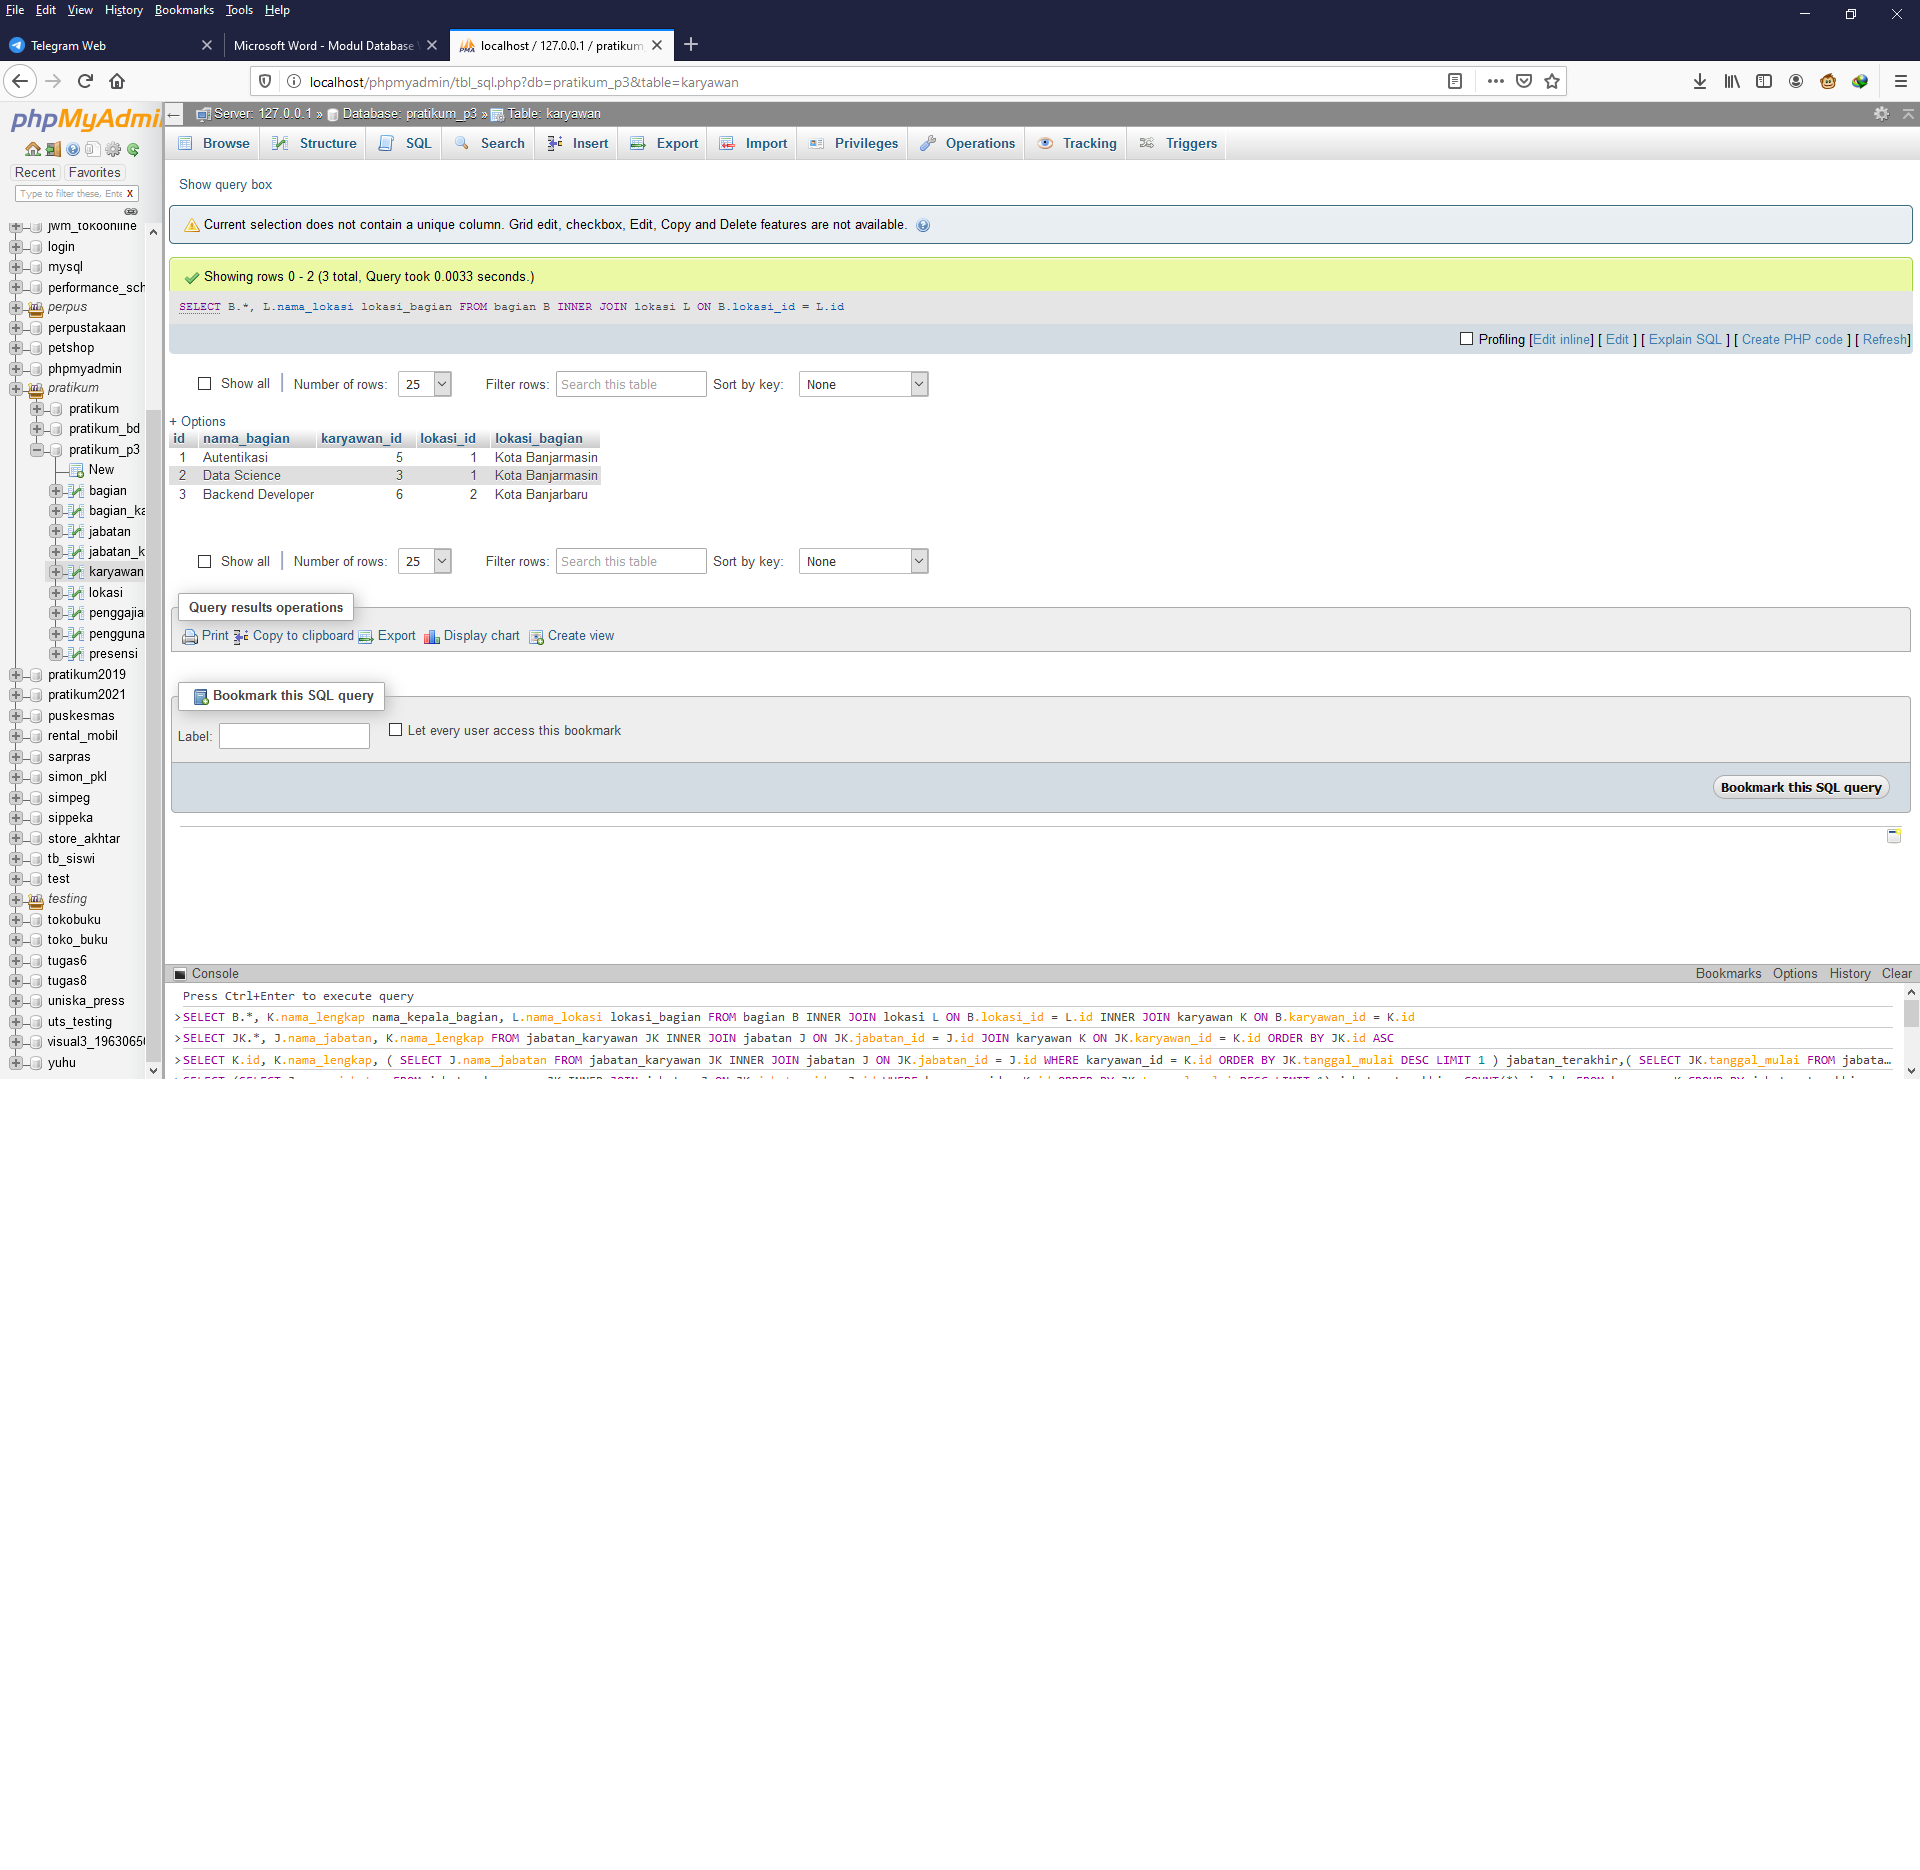 File Edit View History Bookmarks Tools Help
Telegram Web
Microsoft Word - Modul Database
localhost / 127.0.0.1 / pratikum
localhost/phpmyadmin/tbl_sql.php?db=pratikum_p3&table=karyawan
phpMyAdmi
Server: 127.0.0.1 » Database: pratikum_p3 » Table: karyawan
Browse Structure SQL Search Insert Export Import Privileges Operations Tracking Triggers
Recent Favorites
Type to filter these, Ente X
jwm_tokoonline
login
mysql
performance_sch
perpus
perpustakaan
petshop
phpmyadmin
pratikum
pratikum
pratikum_bd
pratikum_p3
New
bagian
bagian_ka
jabatan
jabatan_k
karyawan
lokasi
penggajia
pengguna
presensi
pratikum2019
pratikum2021
puskesmas
rental_mobil
sarpras
simon_pkl
simpeg
sippeka
store_akhtar
tb_siswi
test
testing
tokobuku
toko_buku
tugas6
tugas8
uniska_press
uts_testing
visual3_1963065
yuhu
Show query box
Current selection does not contain a unique column. Grid edit, checkbox, Edit, Copy and Delete features are not available.
Showing rows 0 - 2 (3 total, Query took 0.0033 seconds.)
SELECT B.*, L.nama_lokasi lokasi_bagian FROM bagian B INNER JOIN lokasi L ON B.lokasi_id = L.id
Profiling [Edit inline] [ Edit ] [ Explain SQL ] [ Create PHP code ] [ Refresh]
Show all Number of rows: 25 Filter rows: Search this table Sort by key: None
+ Options
id nama_bagian karyawan_id lokasi_id lokasi_bagian
1 Autentikasi 5 1 Kota Banjarmasin
2 Data Science 3 1 Kota Banjarmasin
3 Backend Developer 6 2 Kota Banjarbaru
Show all Number of rows: 25 Filter rows: Search this table Sort by key: None
Query results operations
Print Copy to clipboard Export Display chart Create view
Bookmark this SQL query
Label: Let every user access this bookmark
Bookmark this SQL query
Console Bookmarks Options History Clear
Press Ctrl+Enter to execute query
>SELECT B.*, K.nama_lengkap nama_kepala_bagian, L.nama_lokasi lokasi_bagian FROM bagian B INNER JOIN lokasi L ON B.lokasi_id = L.id INNER JOIN karyawan K ON B.karyawan_id = K.id
>SELECT JK.*, J.nama_jabatan, K.nama_lengkap FROM jabatan_karyawan JK INNER JOIN jabatan J ON JK.jabatan_id = J.id JOIN karyawan K ON JK.karyawan_id = K.id ORDER BY JK.id ASC
>SELECT K.id, K.nama_lengkap, ( SELECT J.nama_jabatan FROM jabatan_karyawan JK INNER JOIN jabatan J ON JK.jabatan_id = J.id WHERE karyawan_id = K.id ORDER BY JK.tanggal_mulai DESC LIMIT 1 ) jabatan_terakhir,( SELECT JK.tanggal_mulai FROM jabata...